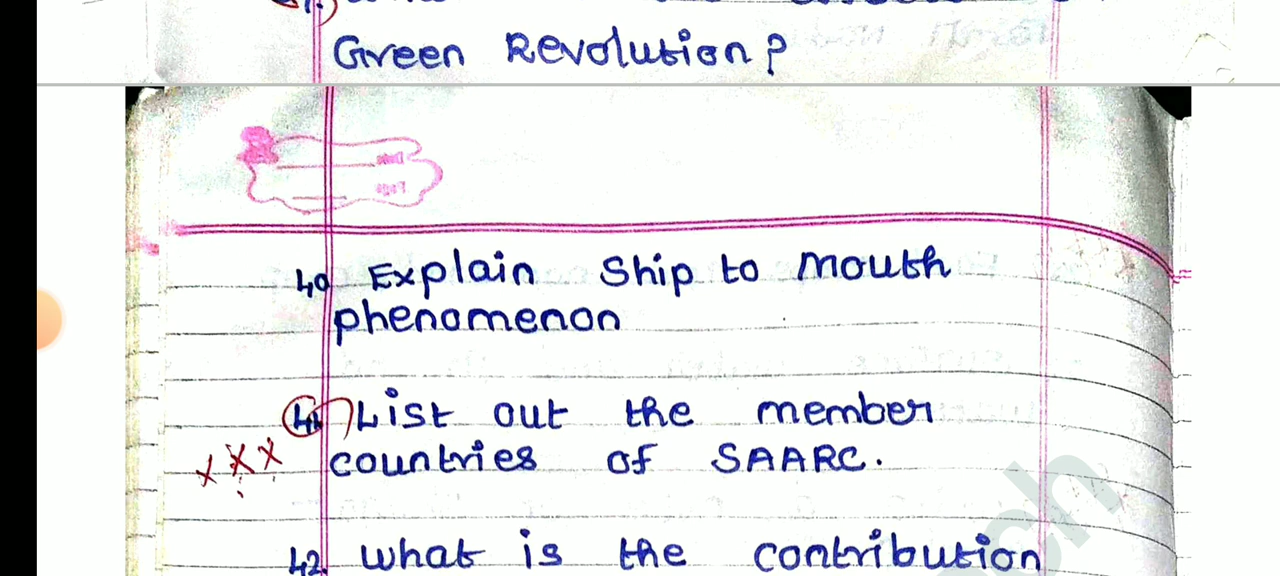 Green Revolution?
40 Explain Ship to mouth
phenomenon
41 List out the member
countries of SAARC.
42. What is the contribution